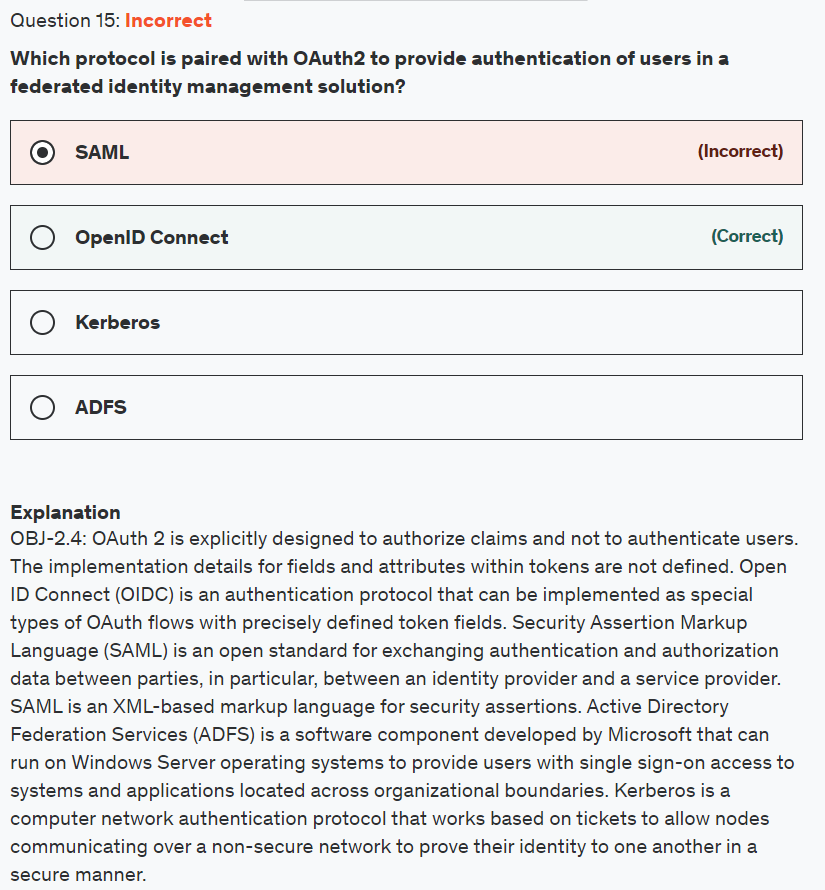 Question 15: Incorrect
Which protocol is paired with OAuth2 to provide authentication of users in a
federated identity management solution?
SAML (Incorrect)
OpenID Connect (Correct)
Kerberos
ADFS
Explanation
OBJ-2.4: OAuth 2 is explicitly designed to authorize claims and not to authenticate users.
The implementation details for fields and attributes within tokens are not defined. Open
ID Connect (OIDC) is an authentication protocol that can be implemented as special
types of OAuth flows with precisely defined token fields. Security Assertion Markup
Language (SAML) is an open standard for exchanging authentication and authorization
data between parties, in particular, between an identity provider and a service provider.
SAML is an XML-based markup language for security assertions. Active Directory
Federation Services (ADFS) is a software component developed by Microsoft that can
run on Windows Server operating systems to provide users with single sign-on access to
systems and applications located across organizational boundaries. Kerberos is a
computer network authentication protocol that works based on tickets to allow nodes
communicating over a non-secure network to prove their identity to one another in a
secure manner.